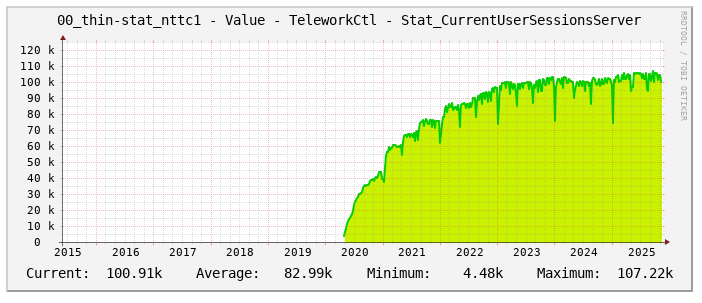 00_thin-stat_nttc1 - Value - TeleworkCtl - Stat_CurrentUserSessionsServer
RRDTOOL / TOBI OETIKER
120 k
110 k
100 k
90 k
80 k
70 k
60 k
50 k
40 k
30 k
20 k
10 k
0
2015 2016 2017 2018 2019 2020 2021 2022 2023 2024 2025
Current: 100.91k Average: 82.99k Minimum: 4.48k Maximum: 107.22k